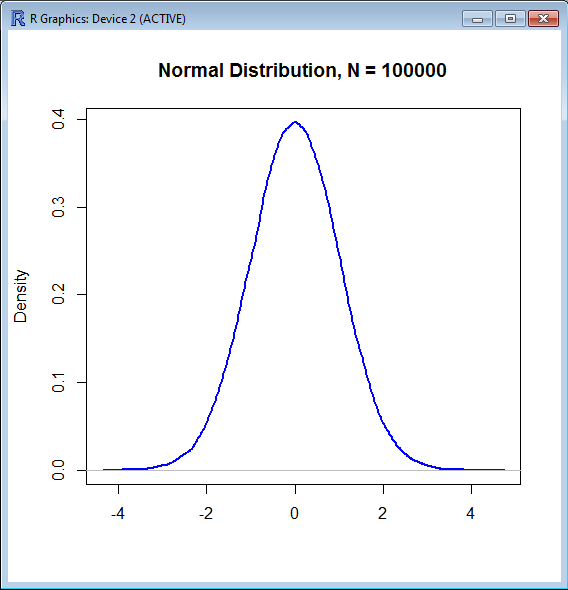 R Graphics: Device 2 (ACTIVE)
Normal Distribution, N = 100000
Density
0.4
0.3
0.2
0.1
0.0
-4 -2 0 2 4